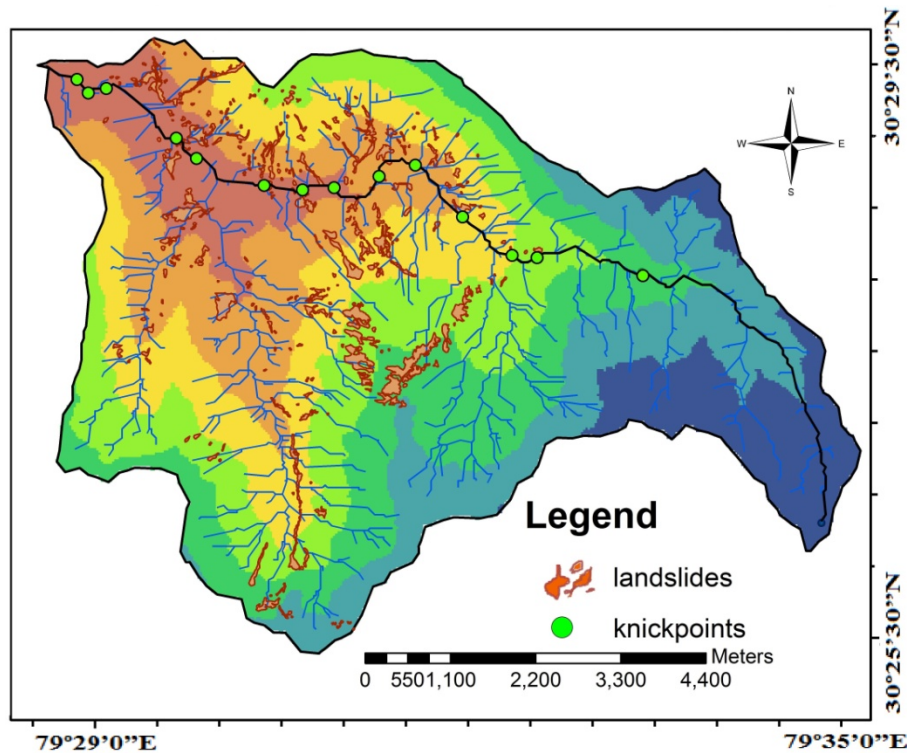 30°29'30’’N
N
W E
S
Legend
landslides
knickpoints
Meters
0 5501,100 2,200 3,300 4,400
30°25'30’’N
79°29'0’’E
79°35'0’’E